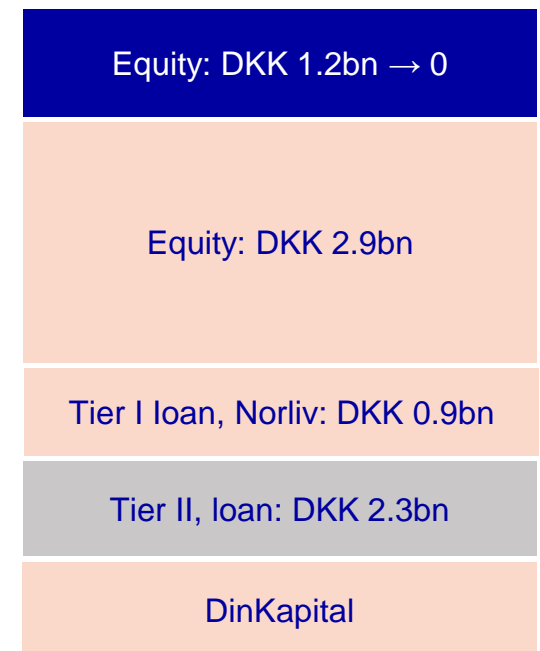 Equity: DKK 1.2bn → 0
Equity: DKK 2.9bn
Tier I loan, Norliv: DKK 0.9bn
Tier II, loan: DKK 2.3bn
DinKapital